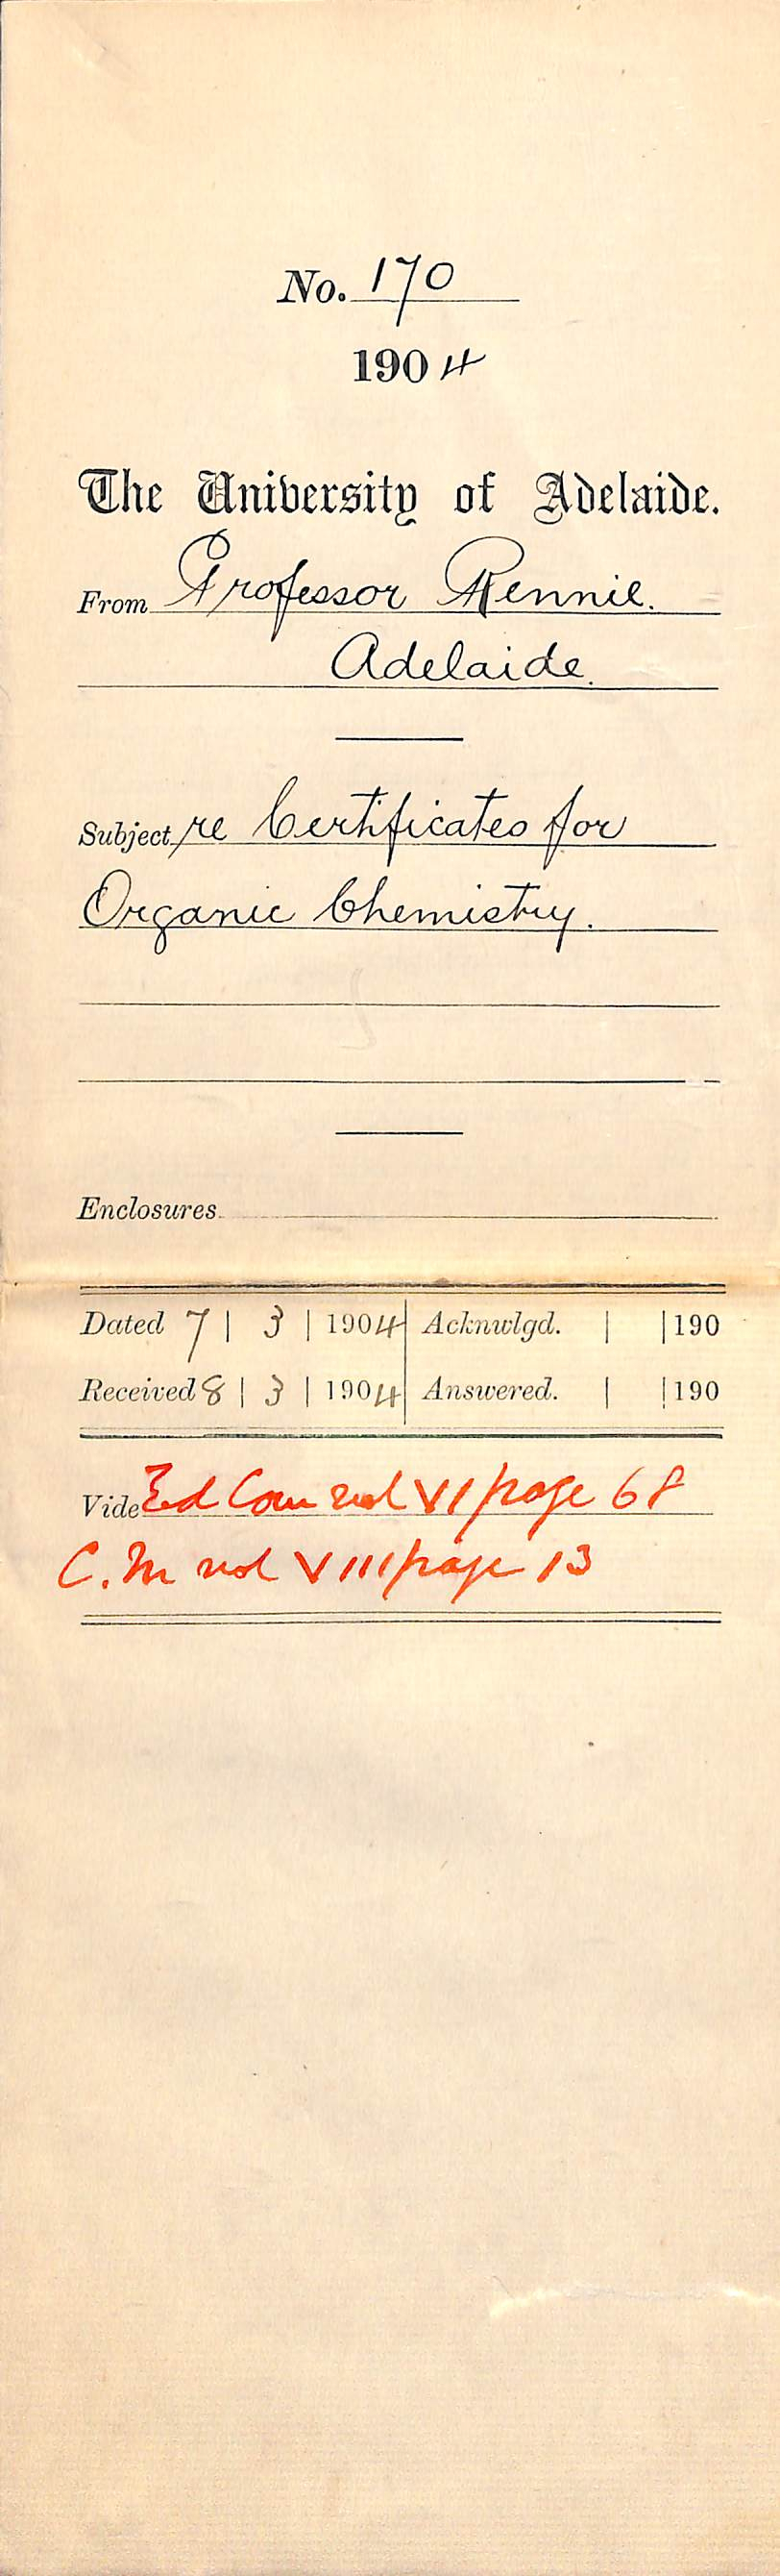 No. 170
1904
The University of Adelaide.
From Professor Rennie.
Adelaide.
Subject re Certificates for
Organic Chemistry.
Enclosures
Dated 7 | 3 | 1904 Acknwlgd. | | 190
Received 8 | 3 | 1904 Answered. | | 190
Vide Ed Com vol VI page 68
C.M vol VIII page 13